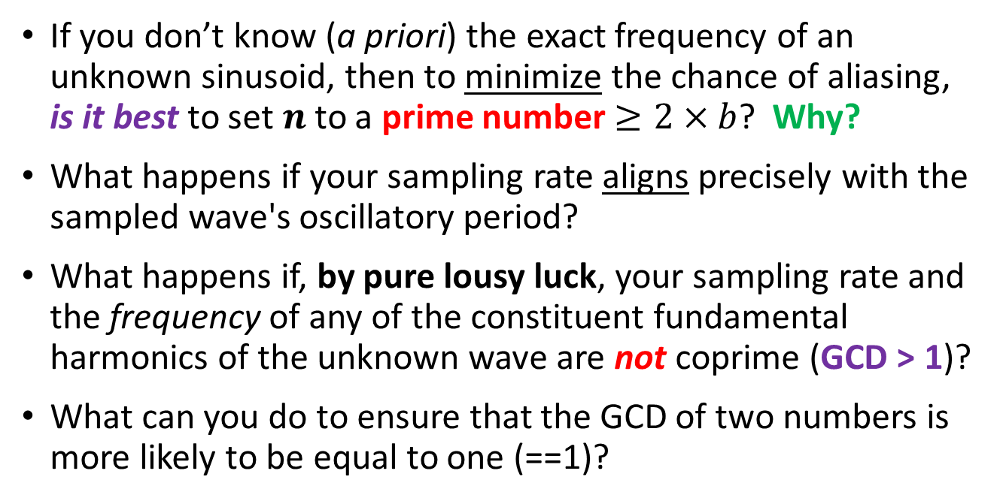 • If you don’t know (a priori) the exact frequency of an
unknown sinusoid, then to minimize the chance of aliasing,
is it best to set n to a prime number ≥ 2 × b? Why?
• What happens if your sampling rate aligns precisely with the
sampled wave's oscillatory period?
• What happens if, by pure lousy luck, your sampling rate and
the frequency of any of the constituent fundamental
harmonics of the unknown wave are not coprime (GCD > 1)?
• What can you do to ensure that the GCD of two numbers is
more likely to be equal to one (==1)?